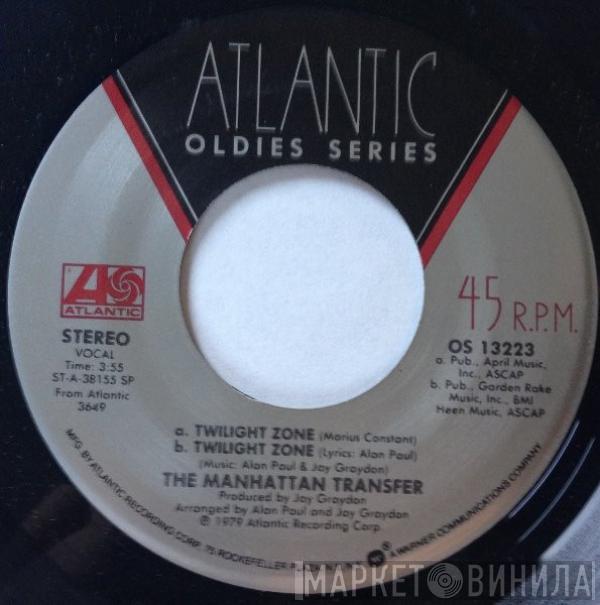 ATLANTIC
OLDIES SERIES
ATLANTIC
STEREO
VOCAL
Time: 3:55
ST-A-38155 SP
From Atlantic
3649
45 R.P.M.
OS 13223
a. Pub., April Music,
Inc., ASCAP
b. Pub., Garden Rake
Music, Inc., BMI
Heen Music, ASCAP
a. TWILIGHT ZONE (Marius Constant)
b. TWILIGHT ZONE (Lyrics: Alan Paul)
(Music: Alan Paul & Jay Graydon)
THE MANHATTAN TRANSFER
Produced by Jay Graydon
Arranged by Alan Paul and Jay Graydon
℗ 1979 Atlantic Recording Corp.
MFG. BY ATLANTIC RECORDING CORP., 75 ROCKEFELLER A WARNER COMMUNICATIONS COMPANY
МАРКЕТ ВИНИЛА